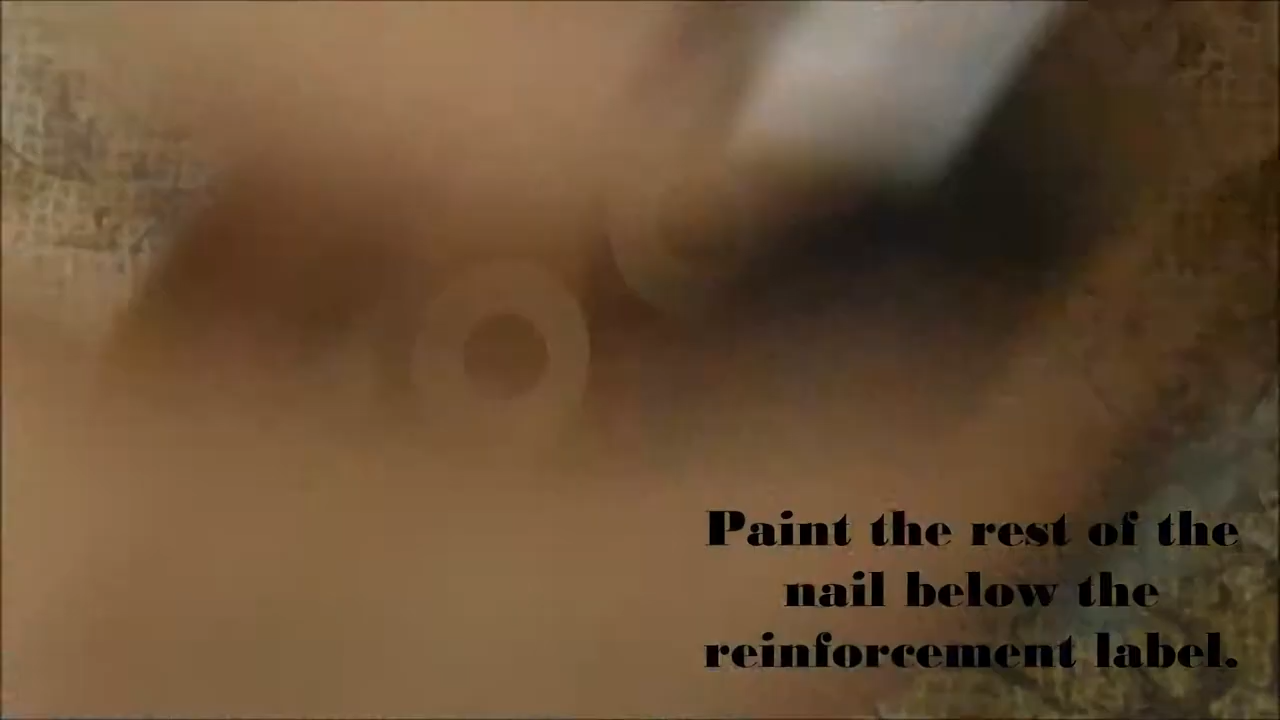 Paint the rest of the
nail below the
reinforcement label.